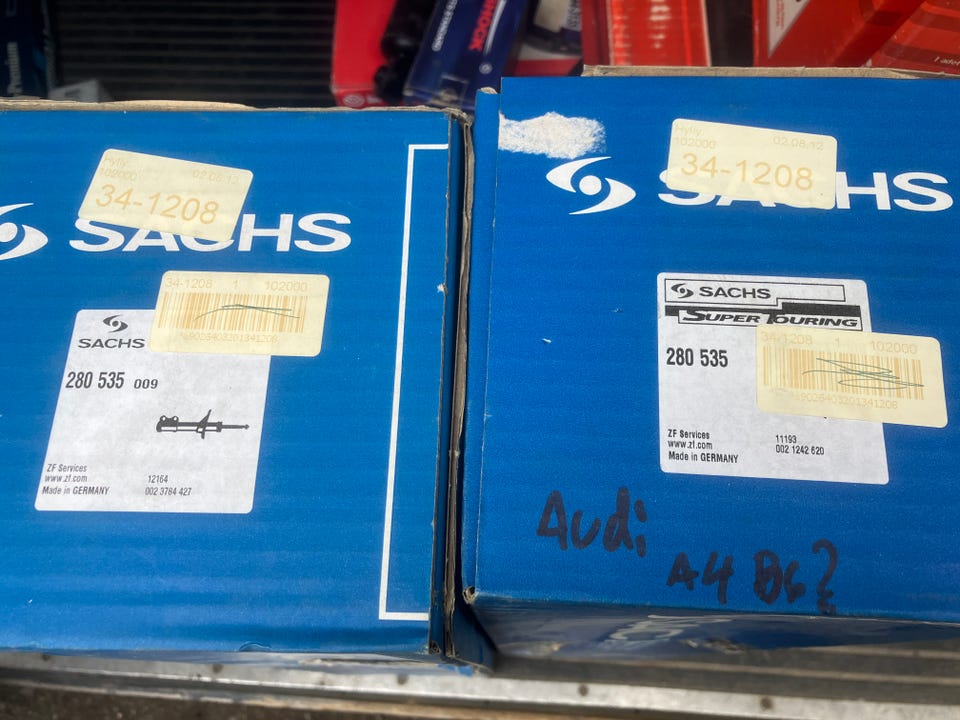 Hylly
102000
02.08.12
34-1208
SACHS
34-1208 1 102000
SACHS
280 535 009
ZF Services
www.zf.com
Made in GERMANY
12164
002 3784 427
Hylly
102000
02.08.12
34-1208
SACHS
SACHS
SUPER TOURING
34-1208 1 102000
280 535
ZF Services
www.zf.com
Made in GERMANY
11193
002 1242 620
Audi
A4 B6?